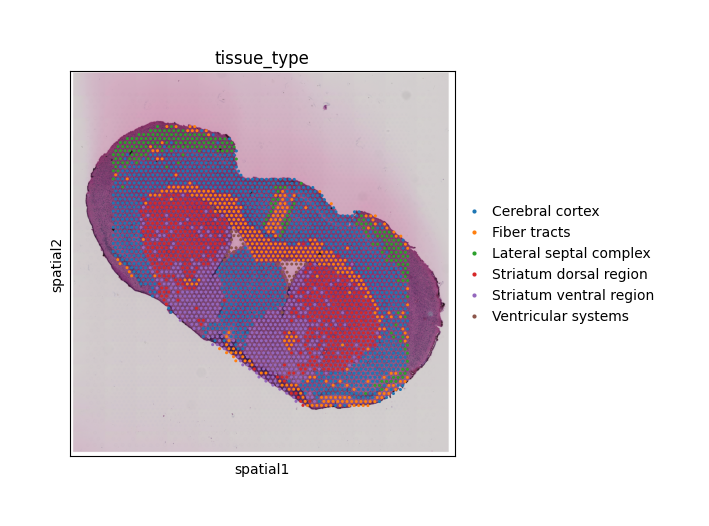 tissue_type
spatial2
spatial1
Cerebral cortex
Fiber tracts
Lateral septal complex
Striatum dorsal region
Striatum ventral region
Ventricular systems